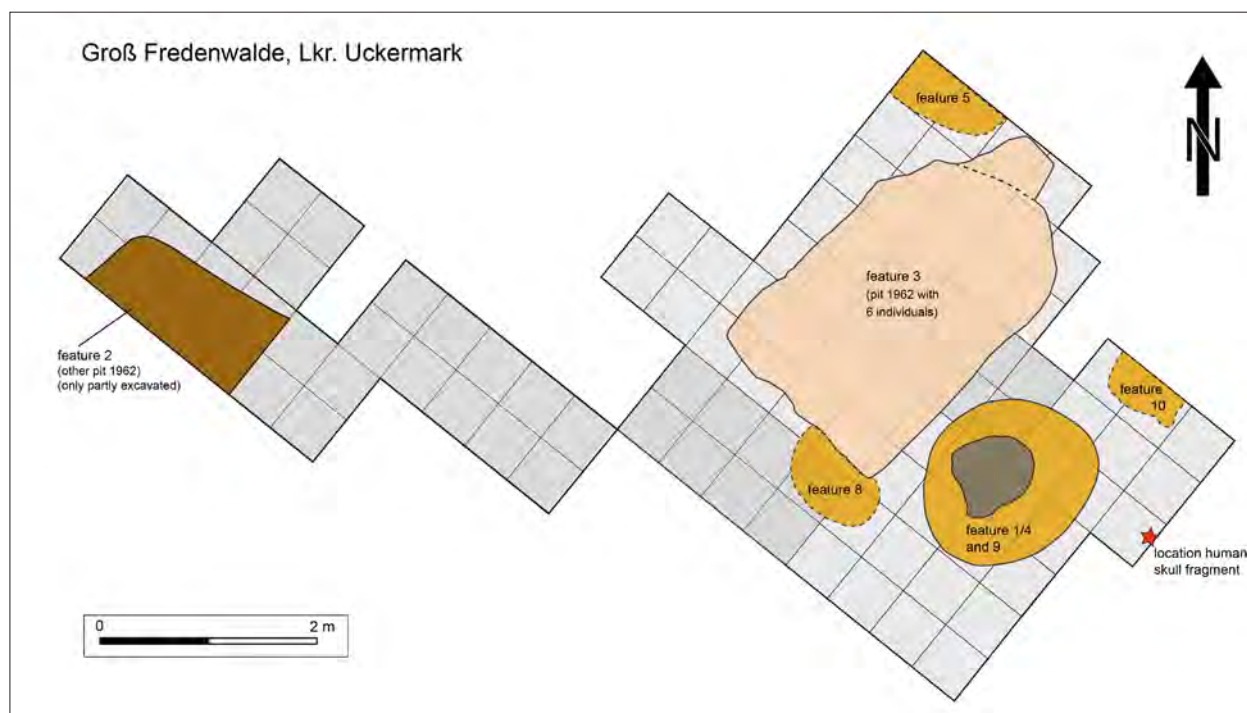 Groß Fredenwalde, Lkr. Uckermark
N
feature 5
feature 3
(pit 1962 with
6 individuals)
feature 2
(other pit 1962)
(only partly excavated)
feature
10
feature 8
feature 1/4
and 9
location human
skull fragment
0 2 m